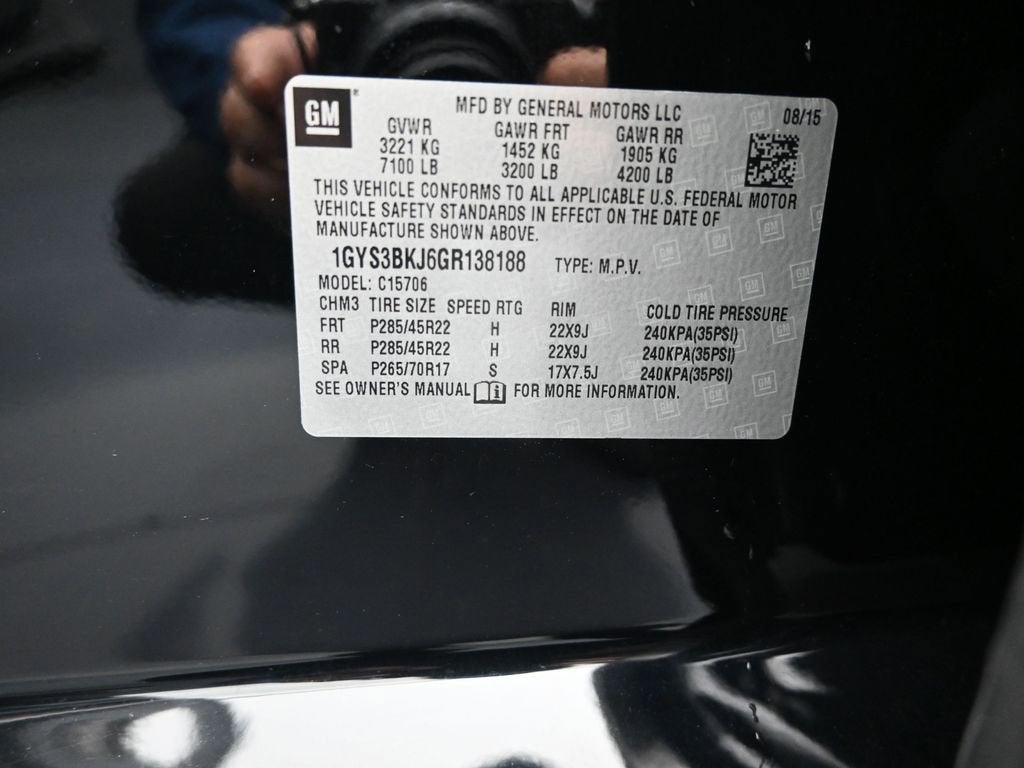 GM
MFD BY GENERAL MOTORS LLC 08/15
GVWR GAWR FRT GAWR RR
3221 KG 1452 KG 1905 KG
7100 LB 3200 LB 4200 LB
THIS VEHICLE CONFORMS TO ALL APPLICABLE U.S. FEDERAL MOTOR
VEHICLE SAFETY STANDARDS IN EFFECT ON THE DATE OF
MANUFACTURE SHOWN ABOVE.
1GYS3BKJ6GR138188 TYPE: M.P.V.
MODEL: C15706
CHM3 TIRE SIZE SPEED RTG RIM COLD TIRE PRESSURE
FRT P285/45R22 H 22X9J 240KPA(35PSI)
RR P285/45R22 H 22X9J 240KPA(35PSI)
SPA P265/70R17 S 17X7.5J 240KPA(35PSI)
SEE OWNER'S MANUAL i FOR MORE INFORMATION.